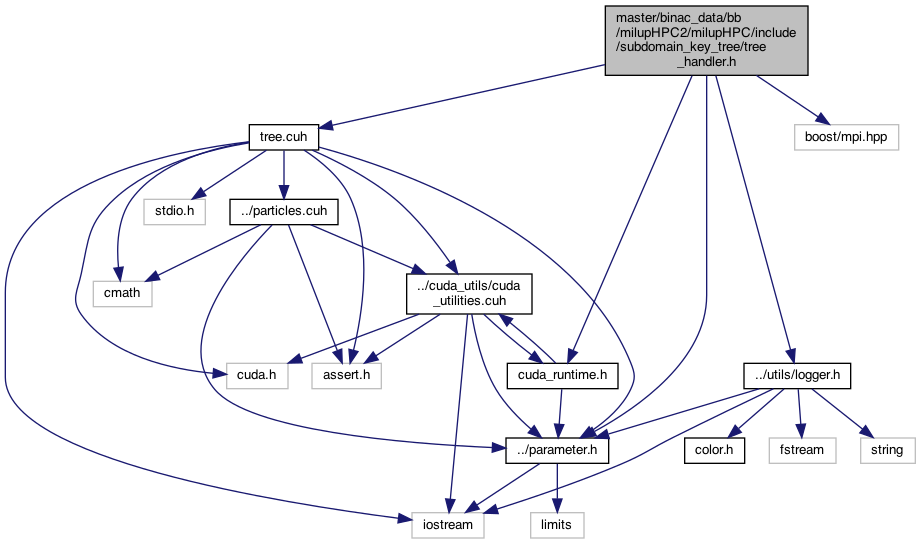 master/binac_data/bb
/milupHPC2/milupHPC/include
/subdomain_key_tree/tree
_handler.h
tree.cuh
boost/mpi.hpp
stdio.h
../particles.cuh
cmath
../cuda_utils/cuda
_utilities.cuh
cuda.h
assert.h
cuda_runtime.h
../utils/logger.h
../parameter.h
color.h
fstream
string
iostream
limits